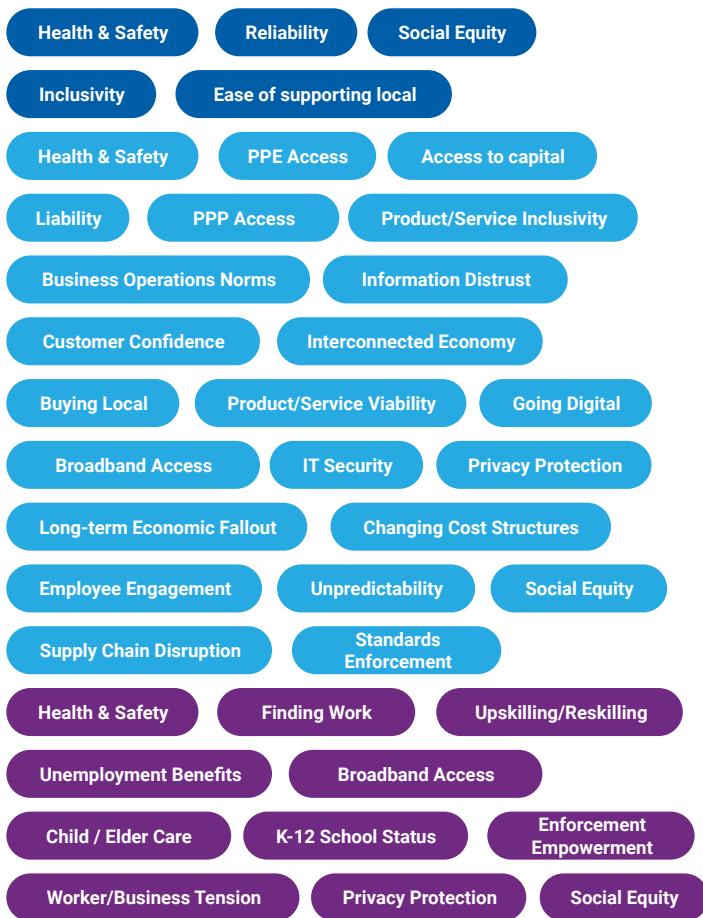 Health & Safety Reliability Social Equity
Inclusivity Ease of supporting local
Health & Safety PPE Access Access to capital
Liability PPP Access Product/Service Inclusivity
Business Operations Norms Information Distrust
Customer Confidence Interconnected Economy
Buying Local Product/Service Viability Going Digital
Broadband Access IT Security Privacy Protection
Long-term Economic Fallout Changing Cost Structures
Employee Engagement Unpredictability Social Equity
Supply Chain Disruption Standards
Enforcement
Health & Safety Finding Work Upskilling/Reskilling
Unemployment Benefits Broadband Access
Child / Elder Care K-12 School Status Enforcement
Empowerment
Worker/Business Tension Privacy Protection Social Equity